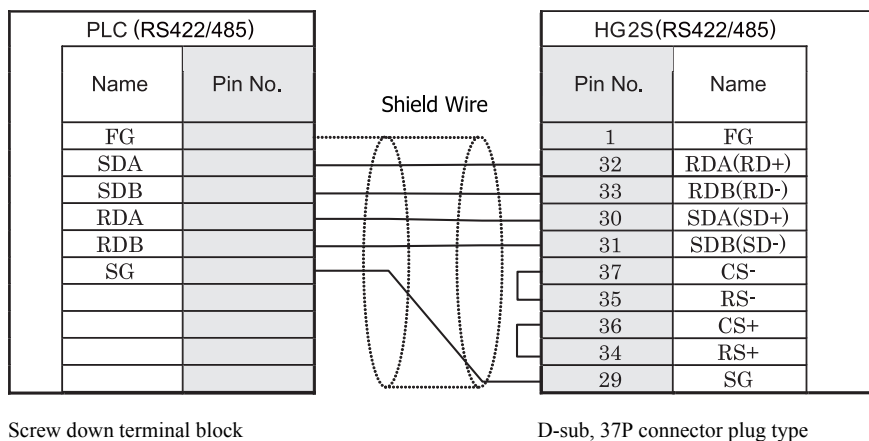 PLC (RS422/485)
Name Pin No.
FG
SDA
SDB
RDA
RDB
SG
Shield Wire
HG2S(RS422/485)
Pin No. Name
1 FG
32 RDA(RD+)
33 RDB(RD-)
30 SDA(SD+)
31 SDB(SD-)
37 CS-
35 RS-
36 CS+
34 RS+
29 SG
Screw down terminal block
D-sub, 37P connector plug type